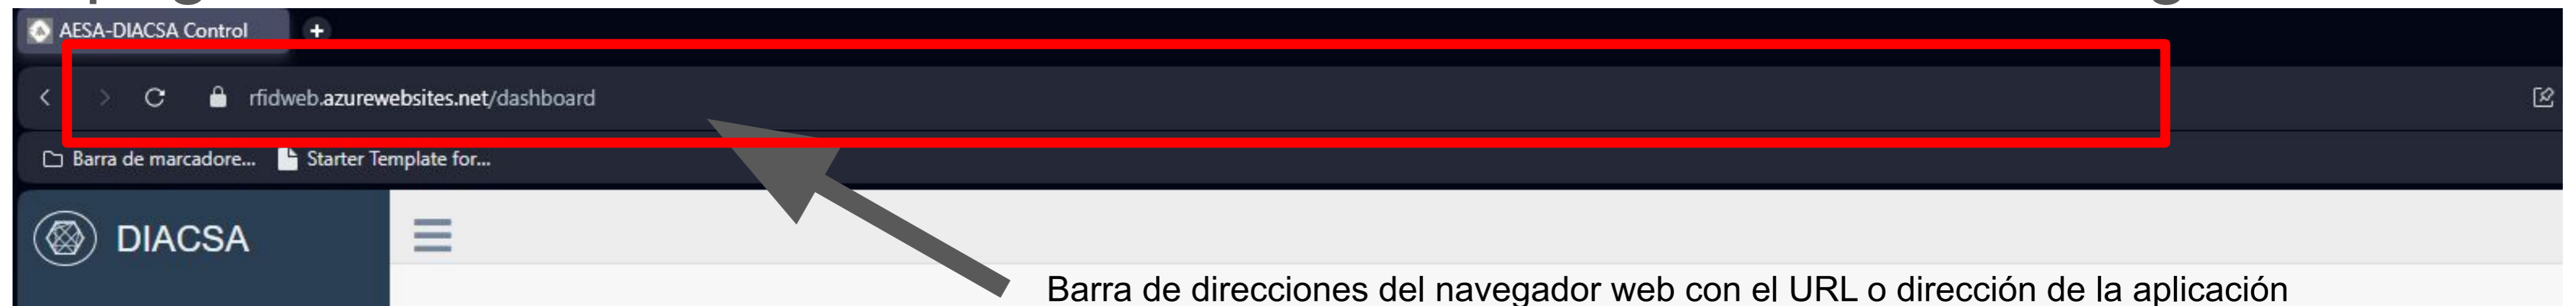 AESA-DIACSA Control
rfidweb.azurewebsites.net/dashboard
Barra de marcadore... Starter Template for...
DIACSA
Barra de direcciones del navegador web con el URL o dirección de la aplicación